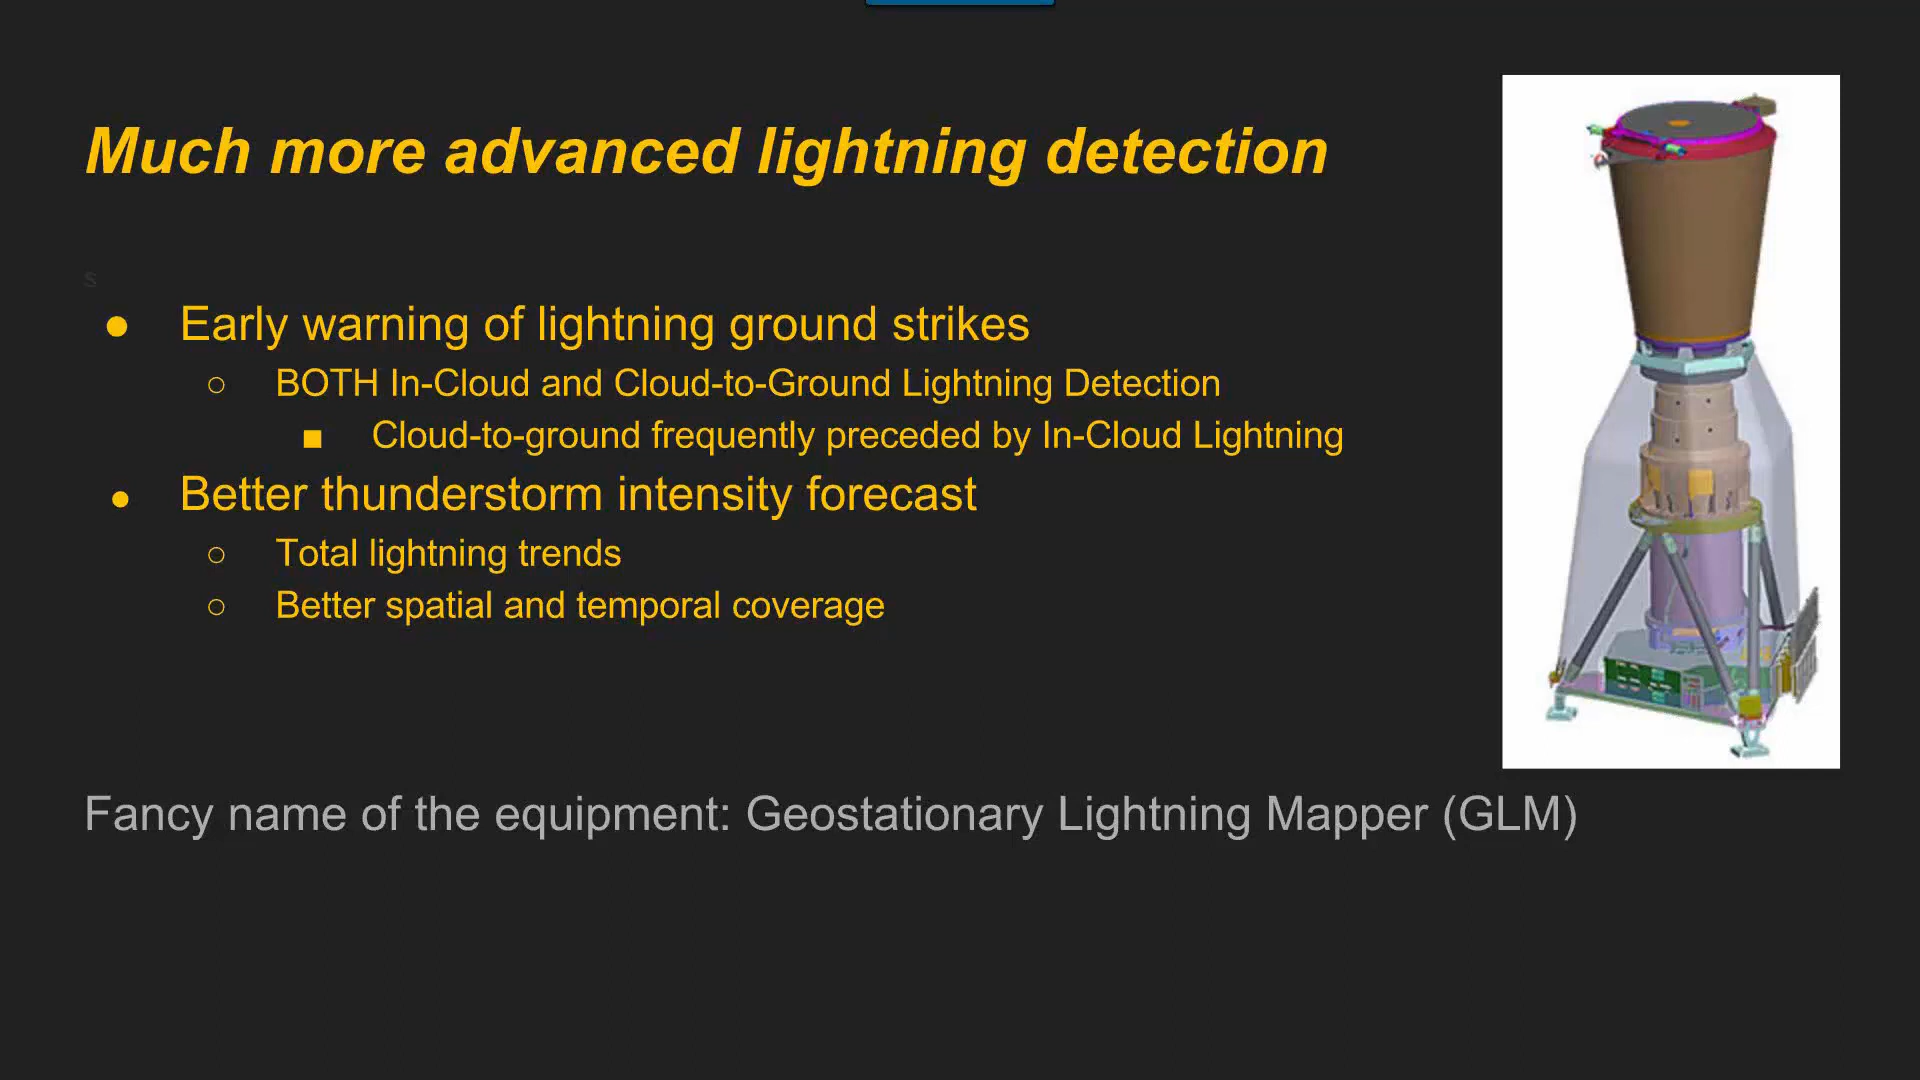 Much more advanced lightning detection
s
● Early warning of lightning ground strikes
○ BOTH In-Cloud and Cloud-to-Ground Lightning Detection
■ Cloud-to-ground frequently preceded by In-Cloud Lightning
● Better thunderstorm intensity forecast
○ Total lightning trends
○ Better spatial and temporal coverage
Fancy name of the equipment: Geostationary Lightning Mapper (GLM)